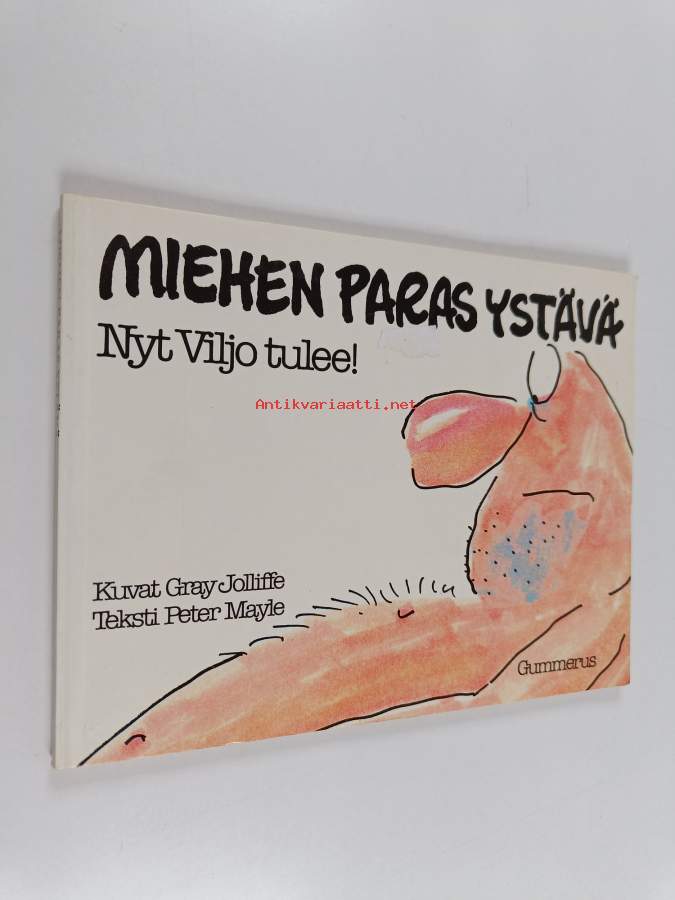 MIEHEN PARAS YSTÄVÄ
Nyt Viljo tulee!
Antikvariaatti.net
Kuvat Gray Jolliffe
Teksti Peter Mayle
Gummerus